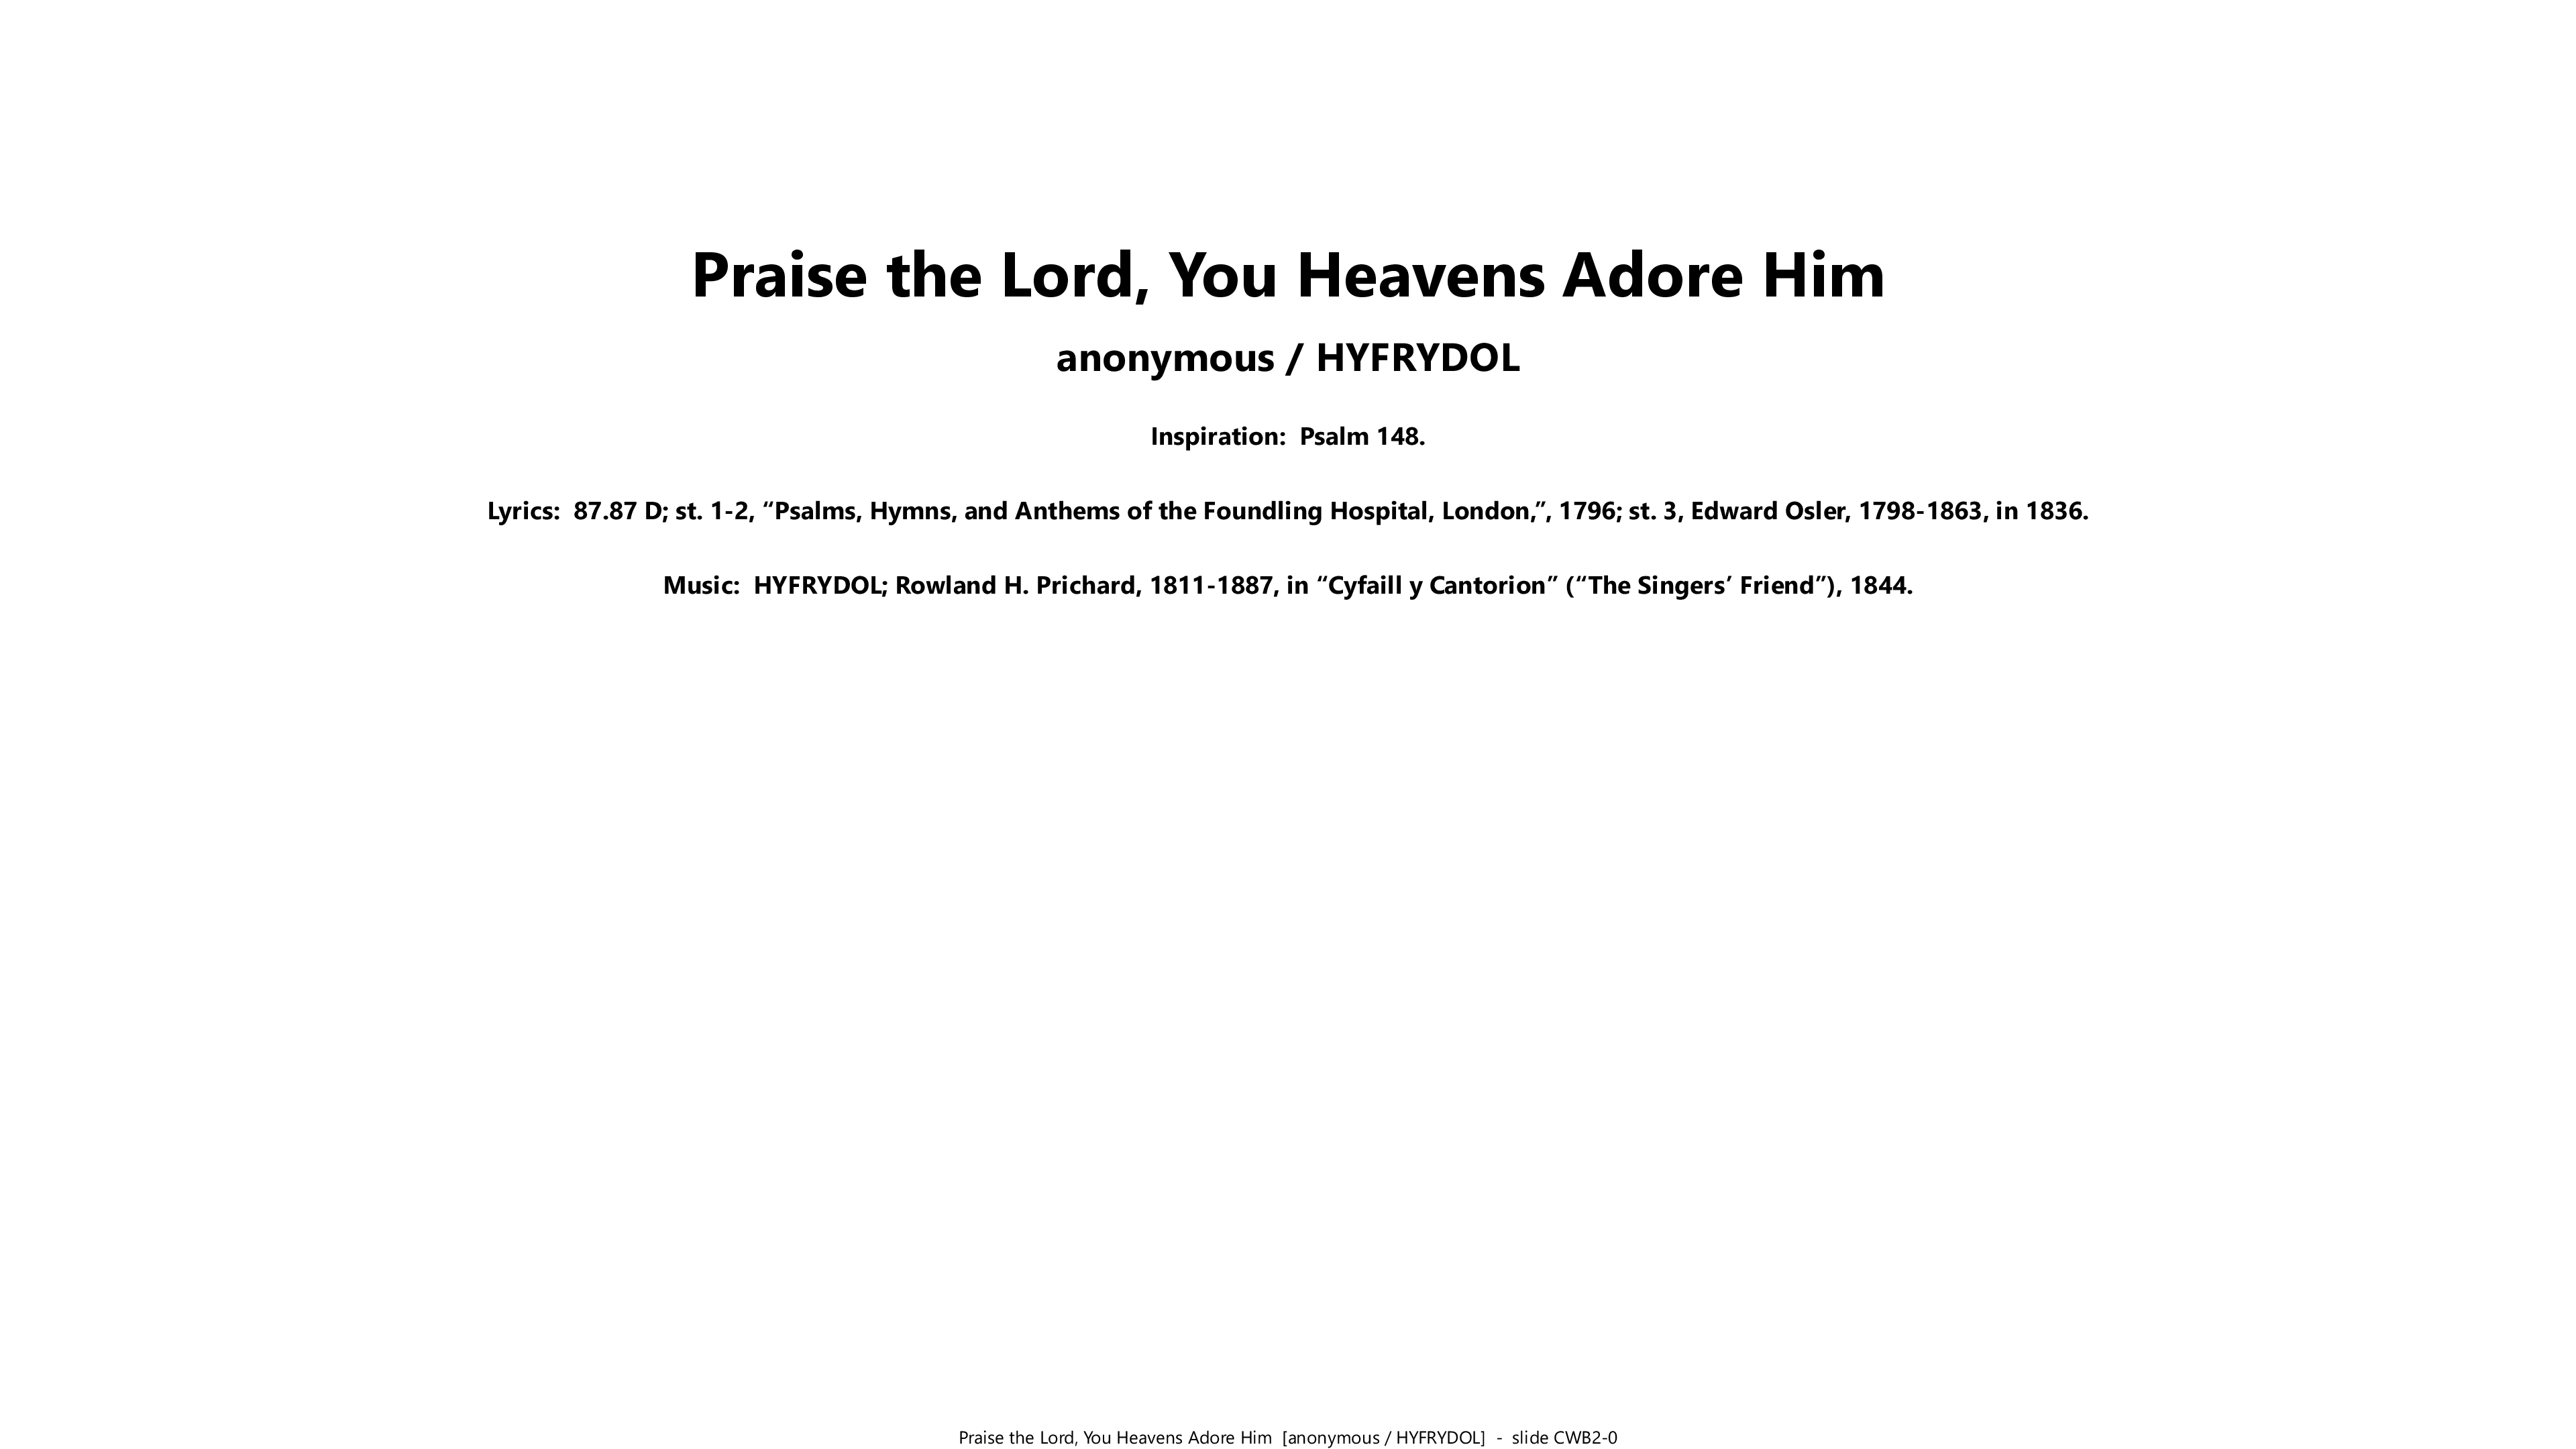 Praise the Lord, You Heavens Adore Him
anonymous / HYFRYDOL
Inspiration:  Psalm 148.
Lyrics:  87.87 D; st. 1-2, “Psalms, Hymns, and Anthems of the Foundling Hospital, London,”, 1796; st. 3, Edward Osler, 1798-1863, in 1836.
Music:  HYFRYDOL; Rowland H. Prichard, 1811-1887, in “Cyfaill y Cantorion” (“The Singers’ Friend”), 1844.
Praise the Lord, You Heavens Adore Him  [anonymous / HYFRYDOL]  -  slide CWB2-0